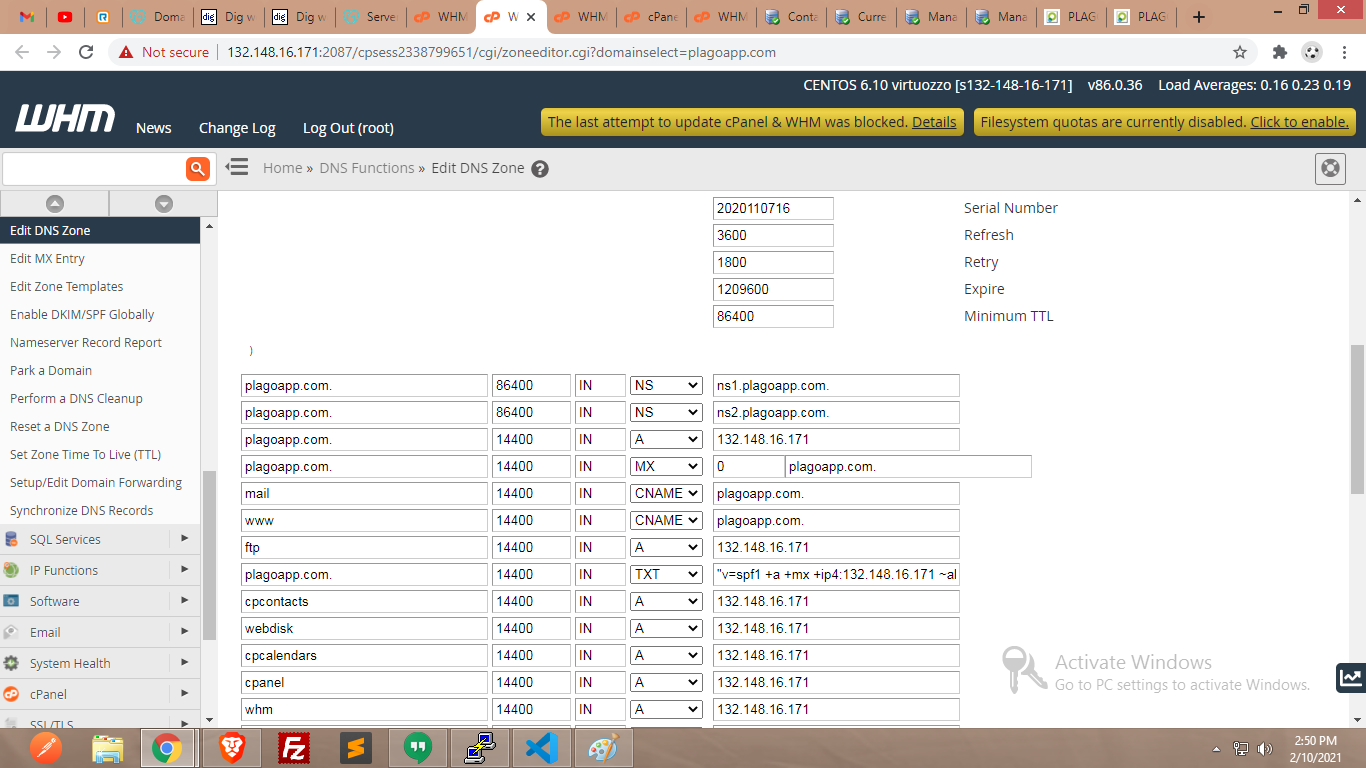 Doma
dig Dig w
dig Dig w
Serve
WHM
W
WHM
cPane
WHM
Conta
Curre
Mana
Mana
PLAG
PLAG
Not secure 132.148.16.171:2087/cpsess2338799651/cgi/zoneeditor.cgi?domainselect=plagoapp.com
CENTOS 6.10 virtuozzo [s132-148-16-171] v86.0.36 Load Averages: 0.16 0.23 0.19
WHM News Change Log Log Out (root)
The last attempt to update cPanel & WHM was blocked. Details
Filesystem quotas are currently disabled. Click to enable.
Home » DNS Functions » Edit DNS Zone
Edit DNS Zone
Edit MX Entry
Edit Zone Templates
Enable DKIM/SPF Globally
Nameserver Record Report
Park a Domain
Perform a DNS Cleanup
Reset a DNS Zone
Set Zone Time To Live (TTL)
Setup/Edit Domain Forwarding
Synchronize DNS Records
SQL Services
IP Functions
Software
Email
System Health
cPanel
SSL/TLS
2020110716 Serial Number
3600 Refresh
1800 Retry
1209600 Expire
86400 Minimum TTL
)
plagoapp.com. 86400 IN NS ns1.plagoapp.com.
plagoapp.com. 86400 IN NS ns2.plagoapp.com.
plagoapp.com. 14400 IN A 132.148.16.171
plagoapp.com. 14400 IN MX 0 plagoapp.com.
mail 14400 IN CNAME plagoapp.com.
www 14400 IN CNAME plagoapp.com.
ftp 14400 IN A 132.148.16.171
plagoapp.com. 14400 IN TXT "v=spf1 +a +mx +ip4:132.148.16.171 ~al
cpcontacts 14400 IN A 132.148.16.171
webdisk 14400 IN A 132.148.16.171
cpcalendars 14400 IN A 132.148.16.171
cpanel 14400 IN A 132.148.16.171
whm 14400 IN A 132.148.16.171
Activate Windows
Go to PC settings to activate Windows.
2:50 PM
2/10/2021